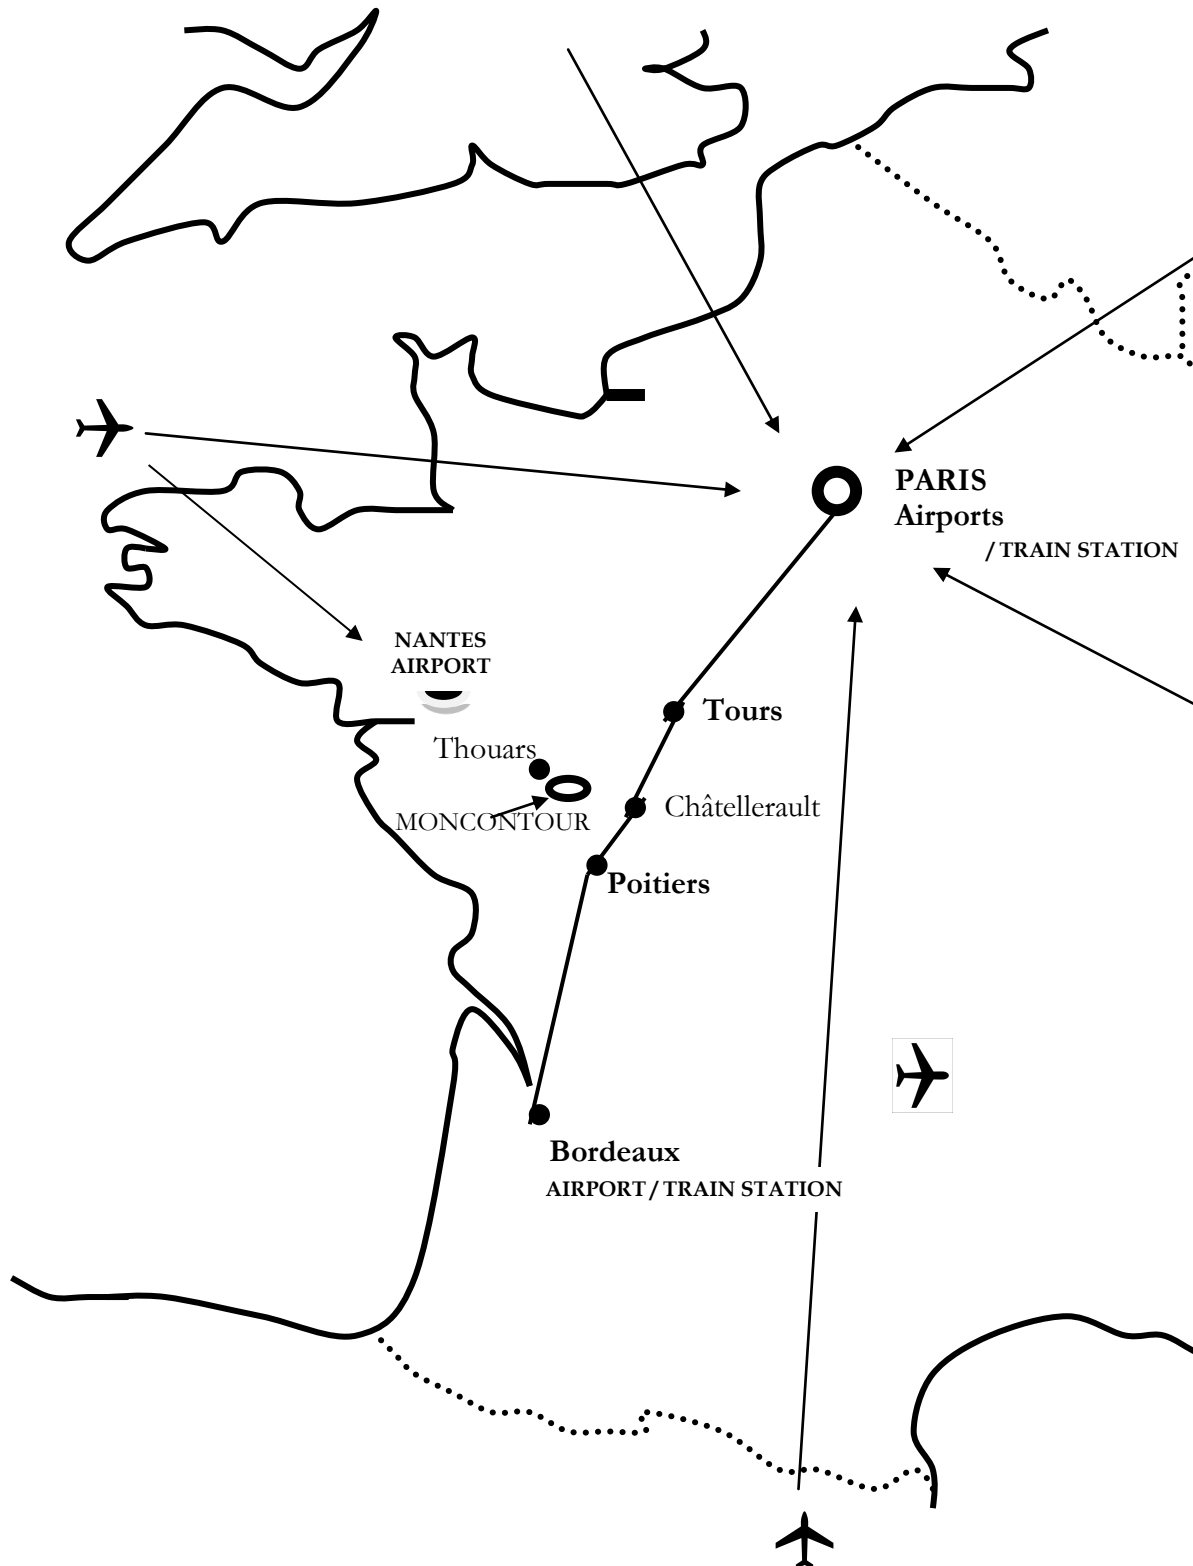 PARIS
Airports
/ TRAIN STATION
NANTES
AIRPORT
Tours
Thouars
Châtellerault
MONCONTOUR
Poitiers
Bordeaux
AIRPORT / TRAIN STATION